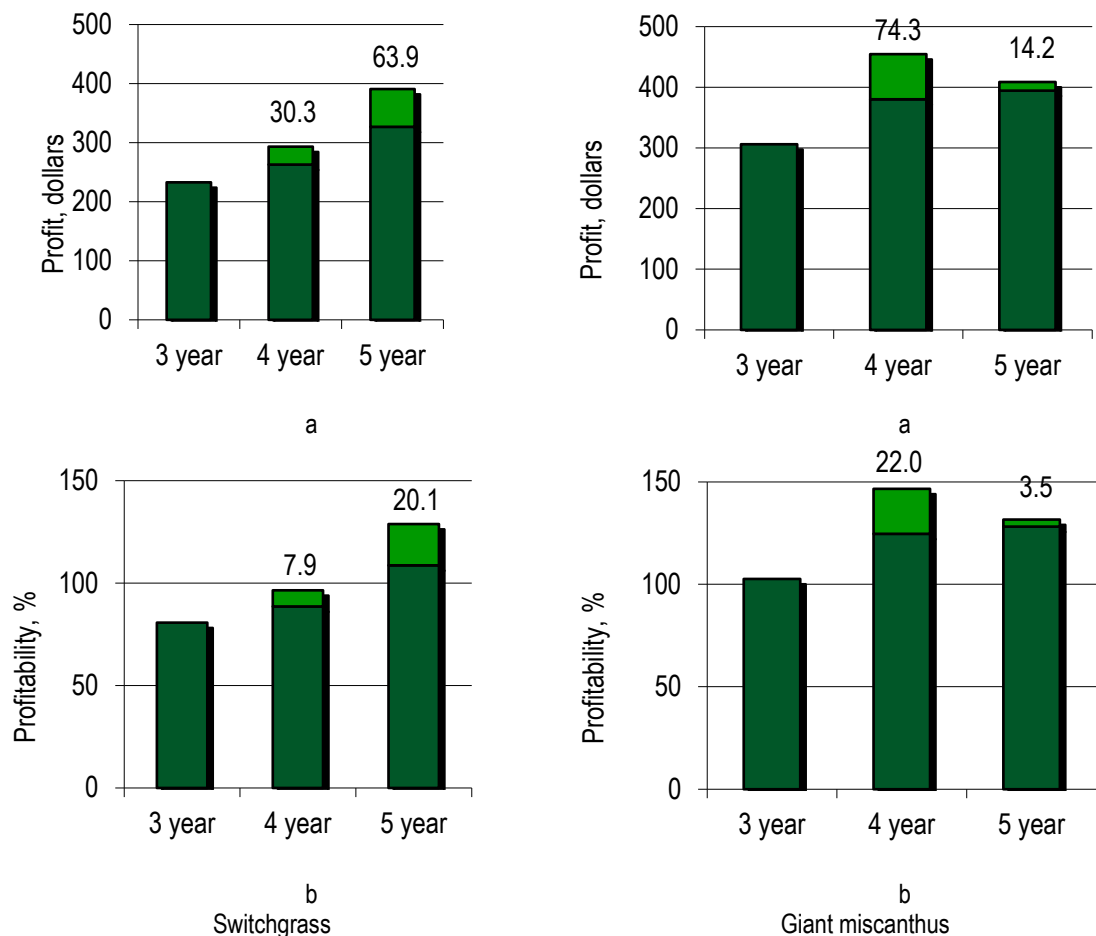 Profit, dollars
500
400
300
200
100
0
30.3
63.9
3 year
4 year
5 year
a
Profit, dollars
500
400
300
200
100
0
74.3
14.2
3 year
4 year
5 year
a
Profitability, %
150
100
50
0
7.9
20.1
3 year
4 year
5 year
b
Switchgrass
Profitability, %
150
100
50
0
22.0
3.5
3 year
4 year
5 year
b
Giant miscanthus